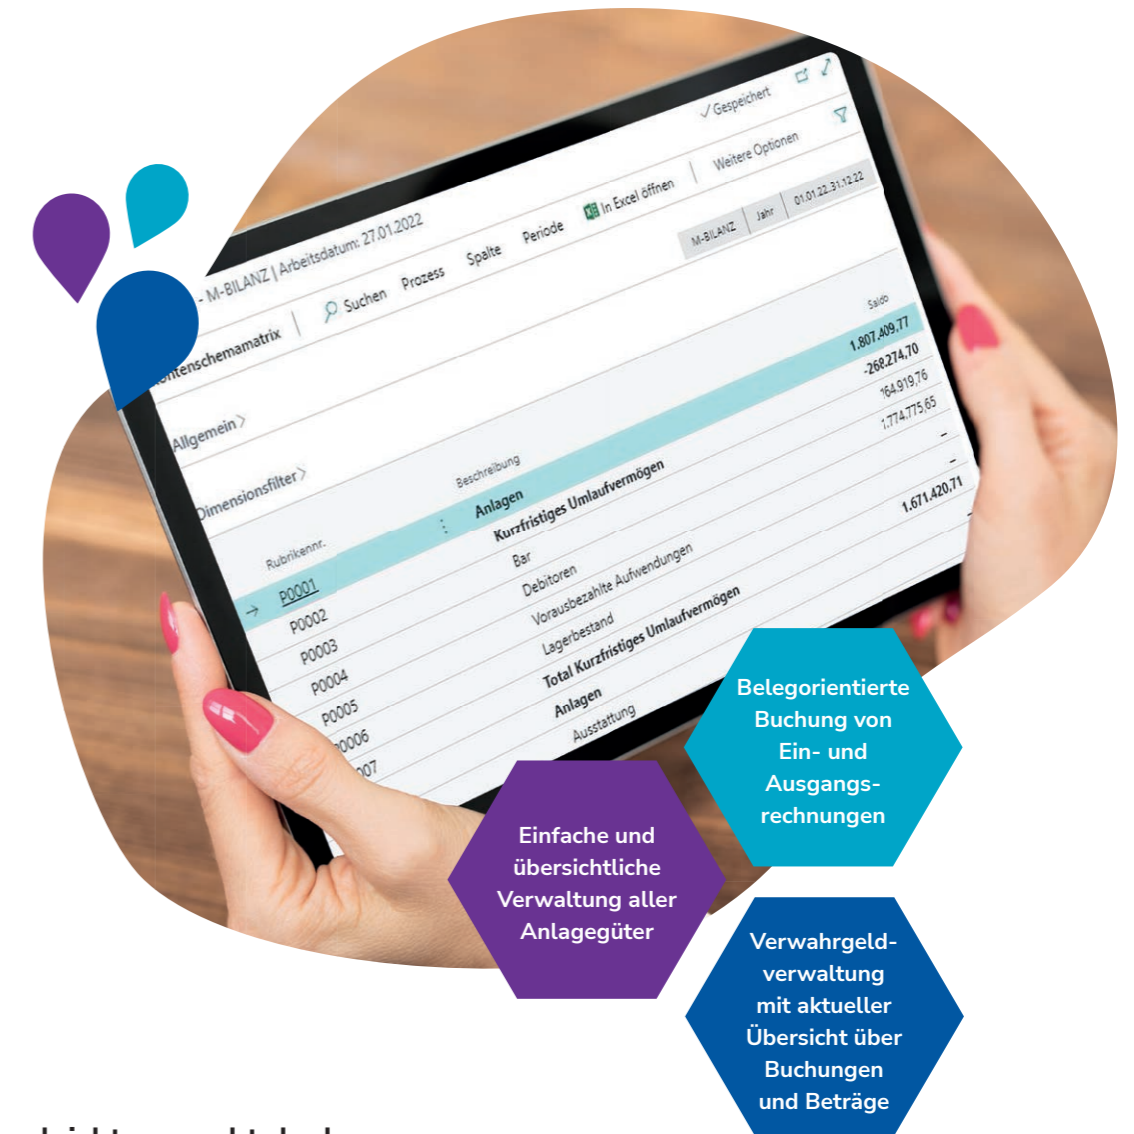 ✓ Gespeichert
- M-BILANZ | Arbeitsdatum: 27.01.2022
Suchen Prozess Spalte Periode In Excel öffnen | Weitere Optionen
M-BILANZ | Jahr | 01.01.22..31.12.22
Allgemein >
Dimensionsfilter >
Rubrikennr. Beschreibung Saldo
→ P0001 Anlagen 1.807.409,77
P0002 Kurzfristiges Umlaufvermögen -268.274,70
P0003 Bar 164.919,76
P0004 Debitoren 1.774.775,65
P0005 Vorausbezahlte Aufwendungen –
P0006 Lagerbestand –
Total Kurzfristiges Umlaufvermögen 1.671.420,71
Anlagen
Ausstattung
Belegorientierte
Buchung von
Ein- und
Ausgangs-
rechnungen
Einfache und
übersichtliche
Verwaltung aller
Anlagegüter
Verwahrgeld-
verwaltung
mit aktueller
Übersicht über
Buchungen
und Beträge